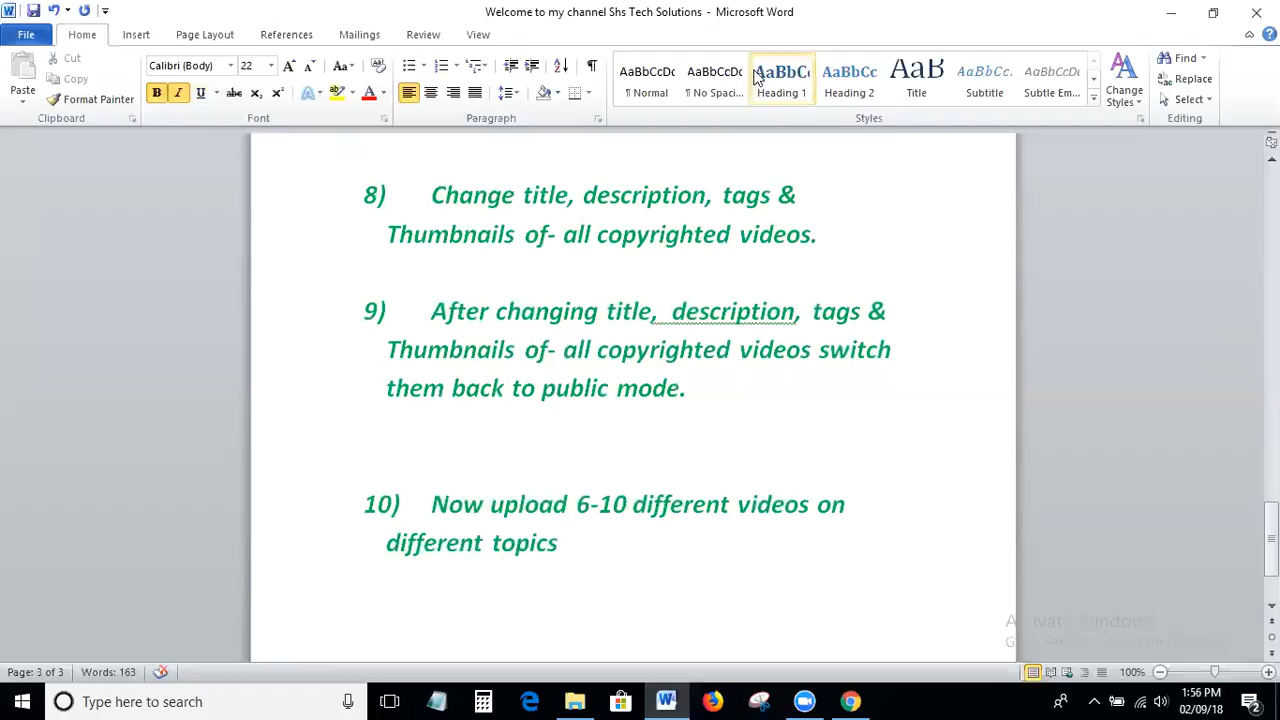 Welcome to my channel Shs Tech Solutions - Microsoft Word
File Home Insert Page Layout References Mailings Review View
Paste
Cut
Copy
Format Painter
Clipboard
Calibri (Body) 22
Font
Paragraph
AaBbCcDc AaBbCcDc AaBbC AaBbCc AaB AaBbCc. AaBbCcDc
¶ Normal ¶ No Spaci... Heading 1 Heading 2 Title Subtitle Subtle Em...
Styles
Change Styles
Find
Replace
Select
Editing
8) Change title, description, tags &
Thumbnails of- all copyrighted videos.
9) After changing title, description, tags &
Thumbnails of- all copyrighted videos switch
them back to public mode.
10) Now upload 6-10 different videos on
different topics
Page: 3 of 3 Words: 163 100%
Type here to search
1:56 PM
02/09/18
2